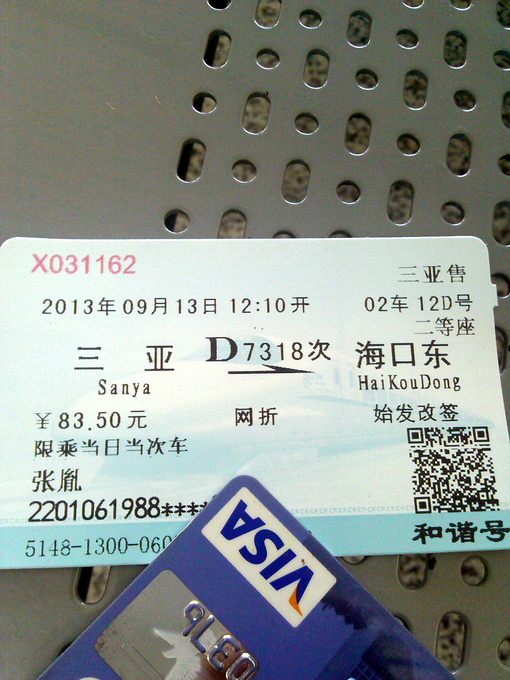 X031162
三亚售
2013年09月13日 12:10开 02车 12D号
二等座
三亚 D7318次 海口东
Sanya HaiKouDong
￥83.50元 网折 始发改签
限乘当日当次车
张胤
2201061988****
5148-1300-060
和谐号
VISA